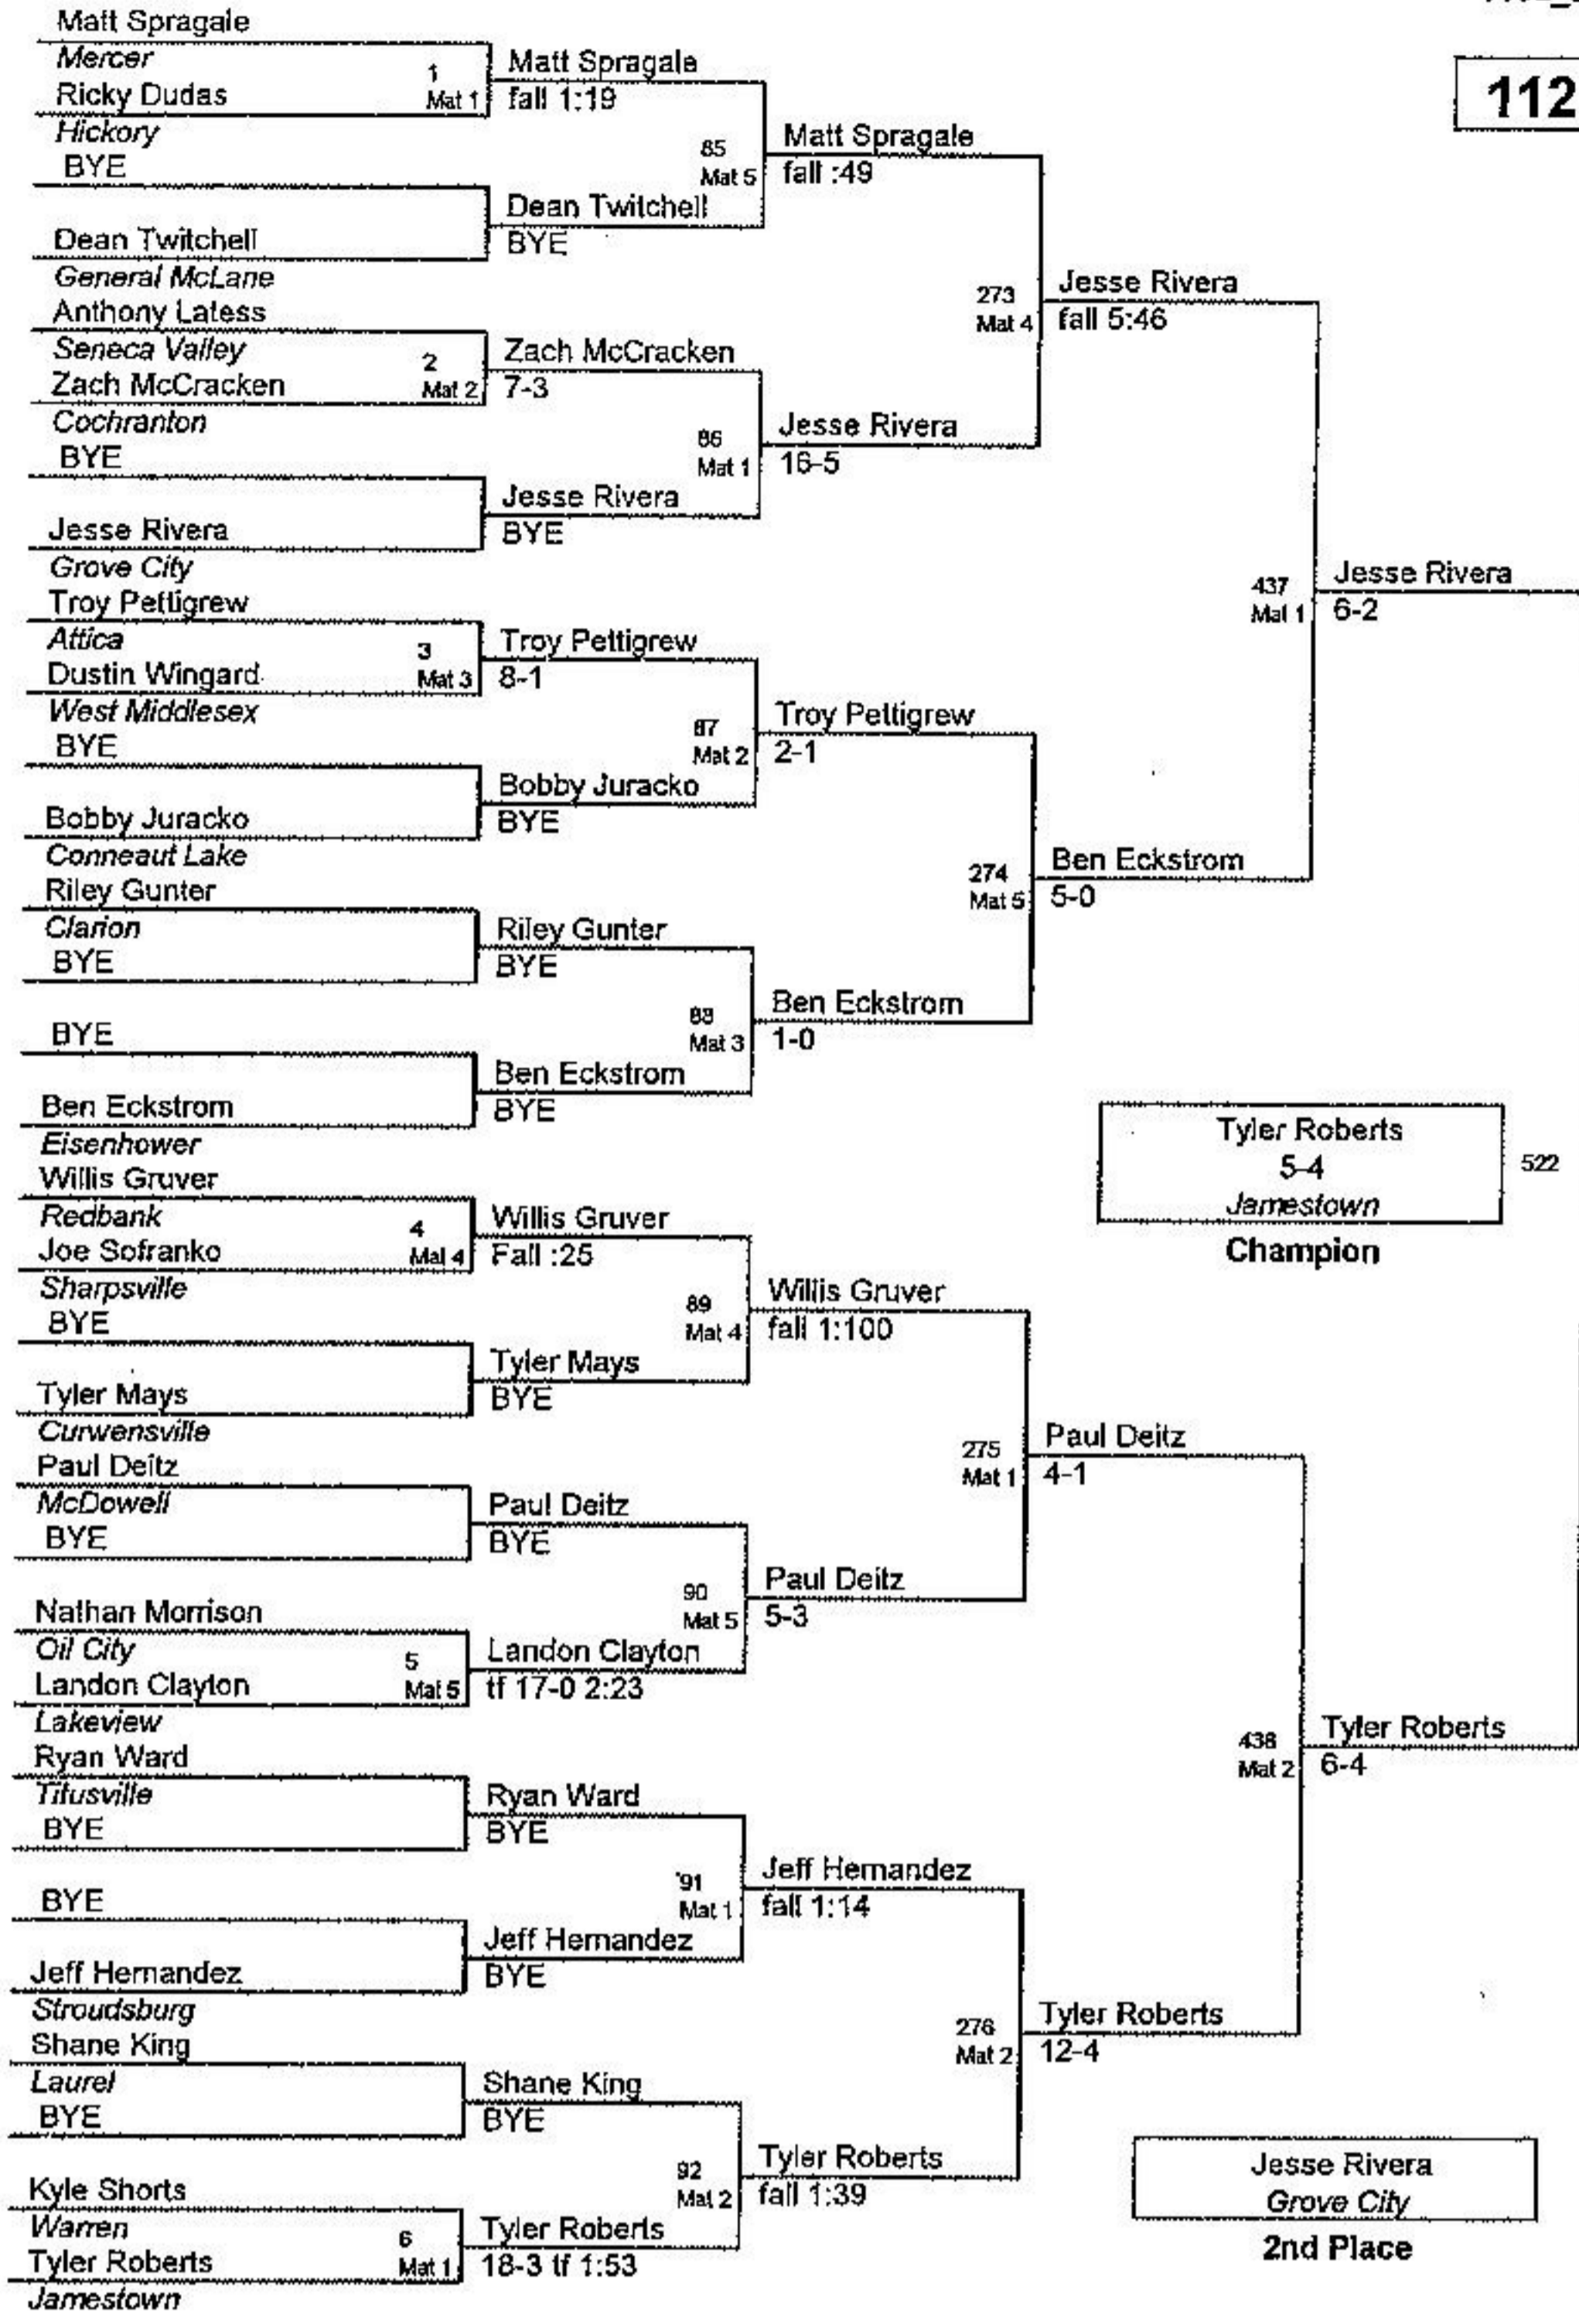 Matt Spragale
Mercer
Ricky Dudas
Hickory
BYE
Dean Twitchell
General McLane
Anthony Latess
Seneca Valley
Zach McCracken
Cochranton
BYE
Jesse Rivera
Grove City
Troy Pettigrew
Attica
Dustin Wingard
West Middlesex
BYE
Bobby Juracko
Conneaut Lake
Riley Gunter
Clarion
BYE
BYE
Ben Eckstrom
Eisenhower
Willis Gruver
Redbank
Joe Sofranko
Sharpsville
BYE
Tyler Mays
Curwensville
Paul Deitz
McDowell
BYE
Nathan Morrison
Oil City
Landon Clayton
Lakeview
Ryan Ward
Titusville
BYE
BYE
Jeff Hernandez
Stroudsburg
Shane King
Laurel
BYE
Kyle Shorts
Warren
Tyler Roberts
Jamestown
1
Mat 1
Matt Spragale
fall 1:19
Dean Twitchell
BYE
2
Mat 2
Zach McCracken
7-3
Jesse Rivera
BYE
3
Mat 3
Troy Pettigrew
8-1
Bobby Juracko
BYE
Riley Gunter
BYE
Ben Eckstrom
BYE
4
Mat 4
Willis Gruver
Fall :25
Tyler Mays
BYE
Paul Deitz
BYE
5
Mat 5
Landon Clayton
tf 17-0 2:23
Ryan Ward
BYE
Jeff Hernandez
BYE
Shane King
BYE
6
Mat 1
Tyler Roberts
18-3 tf 1:53
85
Mat 5
Matt Spragale
fall :49
86
Mat 1
Jesse Rivera
16-5
87
Mat 2
Troy Pettigrew
2-1
88
Mat 3
Ben Eckstrom
1-0
89
Mat 4
Willis Gruver
fall 1:100
90
Mat 5
Paul Deitz
5-3
91
Mat 1
Jeff Hernandez
fall 1:14
92
Mat 2
Tyler Roberts
fall 1:39
273
Mat 4
Jesse Rivera
fall 5:46
274
Mat 5
Ben Eckstrom
5-0
275
Mat 1
Paul Deitz
4-1
276
Mat 2
Tyler Roberts
12-4
437
Mat 1
Jesse Rivera
6-2
438
Mat 2
Tyler Roberts
6-4
112
Tyler Roberts
5-4
Jamestown
522
Champion
Jesse Rivera
Grove City
2nd Place